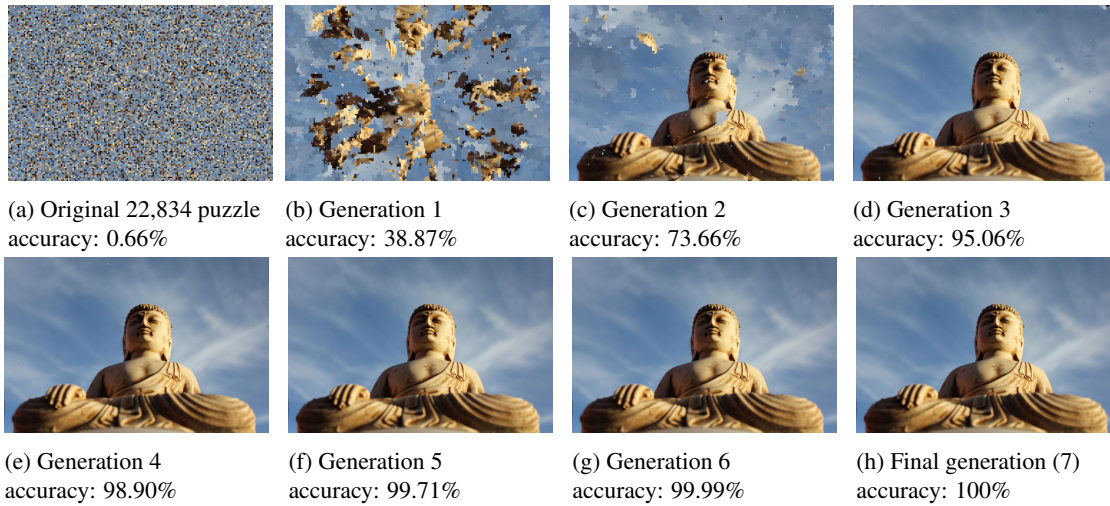 (a) Original 22,834 puzzle
accuracy: 0.66%
(b) Generation 1
accuracy: 38.87%
(c) Generation 2
accuracy: 73.66%
(d) Generation 3
accuracy: 95.06%
(e) Generation 4
accuracy: 98.90%
(f) Generation 5
accuracy: 99.71%
(g) Generation 6
accuracy: 99.99%
(h) Final generation (7)
accuracy: 100%